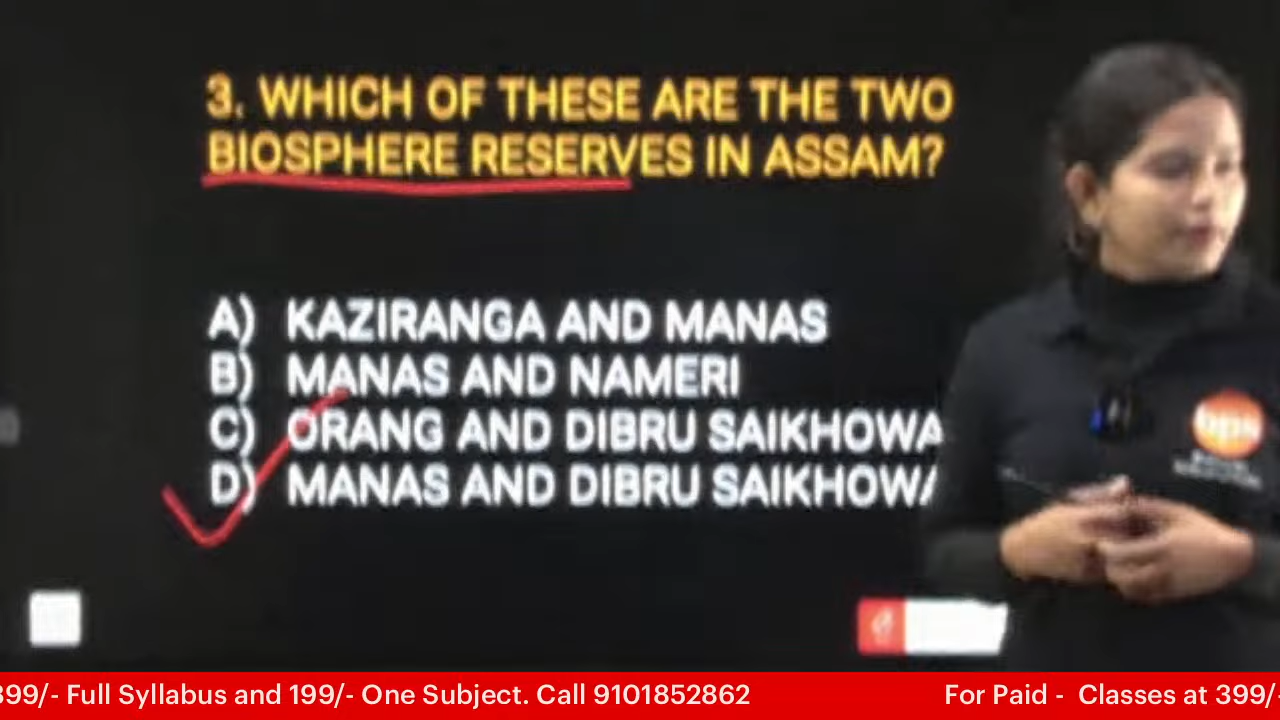 3. WHICH OF THESE ARE THE TWO
BIOSPHERE RESERVES IN ASSAM?
A) KAZIRANGA AND MANAS
B) MANAS AND NAMERI
C) ORANG AND DIBRU SAIKHOWA
D) MANAS AND DIBRU SAIKHOWA
bps
399/- Full Syllabus and 199/- One Subject. Call 9101852862 For Paid - Classes at 399/-